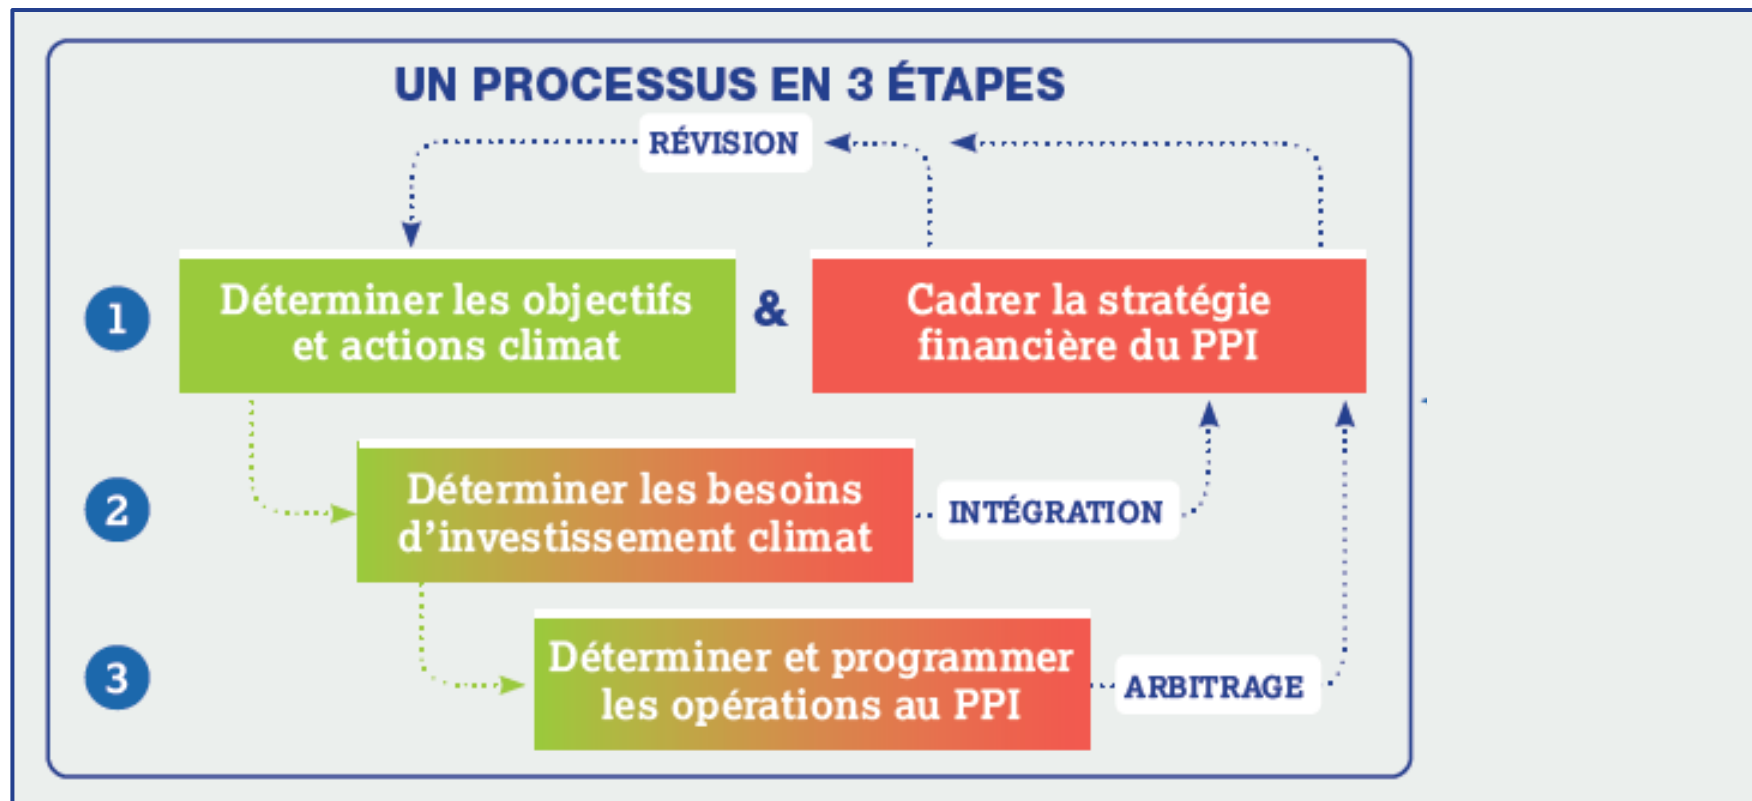 UN PROCESSUS EN 3 ÉTAPES
RÉVISION
1
Déterminer les objectifs
et actions climat
&
Cadrer la stratégie
financière du PPI
2
Déterminer les besoins
d’investissement climat
INTÉGRATION
3
Déterminer et programmer
les opérations au PPI
ARBITRAGE